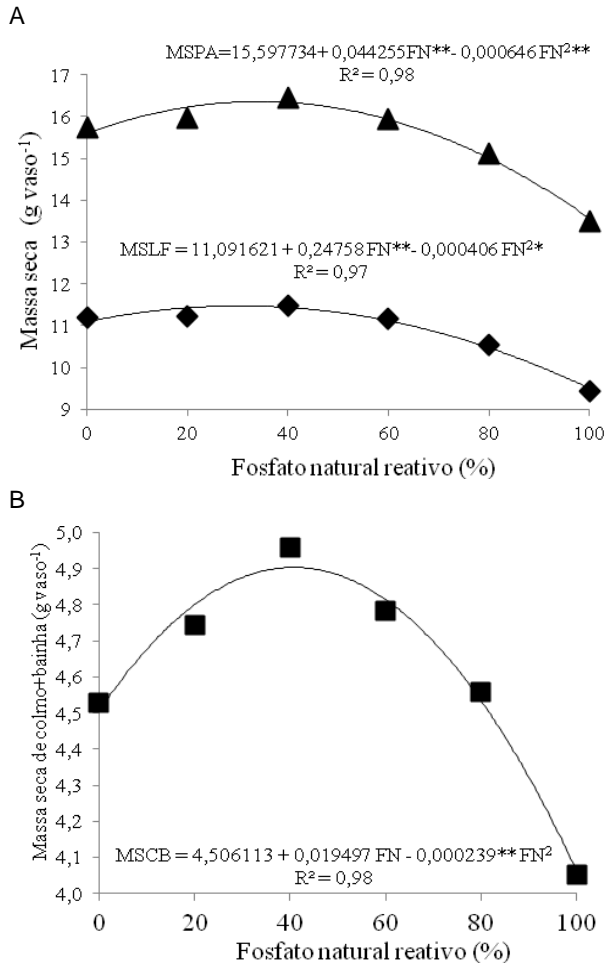 A
MSPA=15,597734+ 0,044255FN**- 0,000646 FN²**
R² = 0,98
17
16
15
14
13
12
11
10
9
Massa seca (g vaso⁻¹)
MSLF = 11,091621 + 0,24758 FN**- 0,000406 FN²*
R² = 0,97
0 20 40 60 80 100
Fosfato natural reativo (%)
B
5,0
4,9
4,8
4,7
4,6
4,5
4,4
4,3
4,2
4,1
4,0
Massa seca de colmo+bainha (g vaso⁻¹)
MSCB = 4,506113 + 0,019497 FN - 0,000239** FN²
R² = 0,98
0 20 40 60 80 100
Fosfato natural reativo (%)